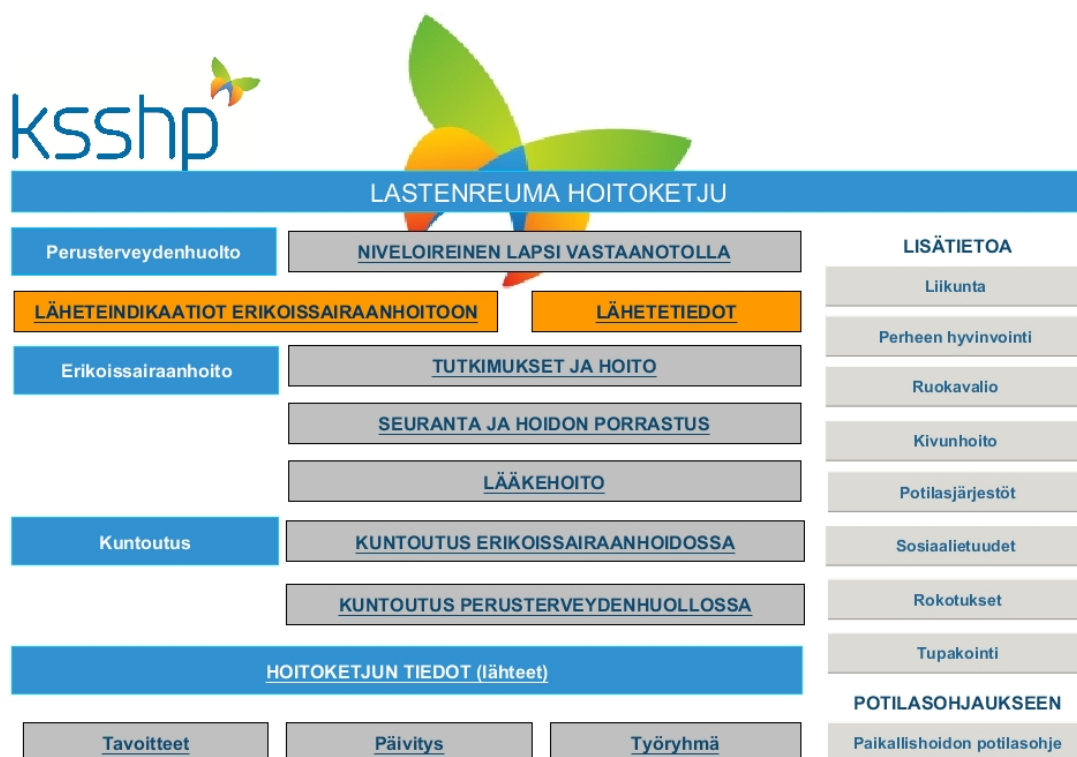 ksshp
LASTENREUMA HOITOKETJU
Perusterveydenhuolto
NIVELOIREINEN LAPSI VASTAANOTOLLA
LÄHETEINDIKAATIOT ERIKOISSAIRAANHOITOON
LÄHETETIEDOT
Erikoissairaanhoito
TUTKIMUKSET JA HOITO
SEURANTA JA HOIDON PORRASTUS
LÄÄKEHOITO
Kuntoutus
KUNTOUTUS ERIKOISSAIRAANHOIDOSSA
KUNTOUTUS PERUSTERVEYDENHUOLLOSSA
HOITOKETJUN TIEDOT (lähteet)
Tavoitteet
Päivitys
Työryhmä
LISÄTIETOA
Liikunta
Perheen hyvinvointi
Ruokavalio
Kivunhoito
Potilasjärjestöt
Sosiaalietuudet
Rokotukset
Tupakointi
POTILASOHJAUKSEEN
Paikallishoidon potilasohje